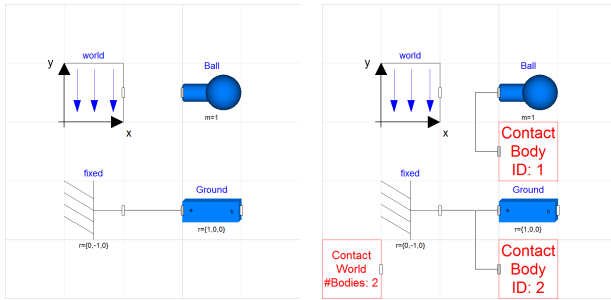 world
y
x
Ball
m=1
fixed
r={0,-1,0}
Ground
a
b
r={1,0,0}
world
y
x
Ball
m=1
Contact
Body
ID: 1
fixed
r={0,-1,0}
Ground
a
b
r={1,0,0}
Contact
World
#Bodies: 2
Contact
Body
ID: 2